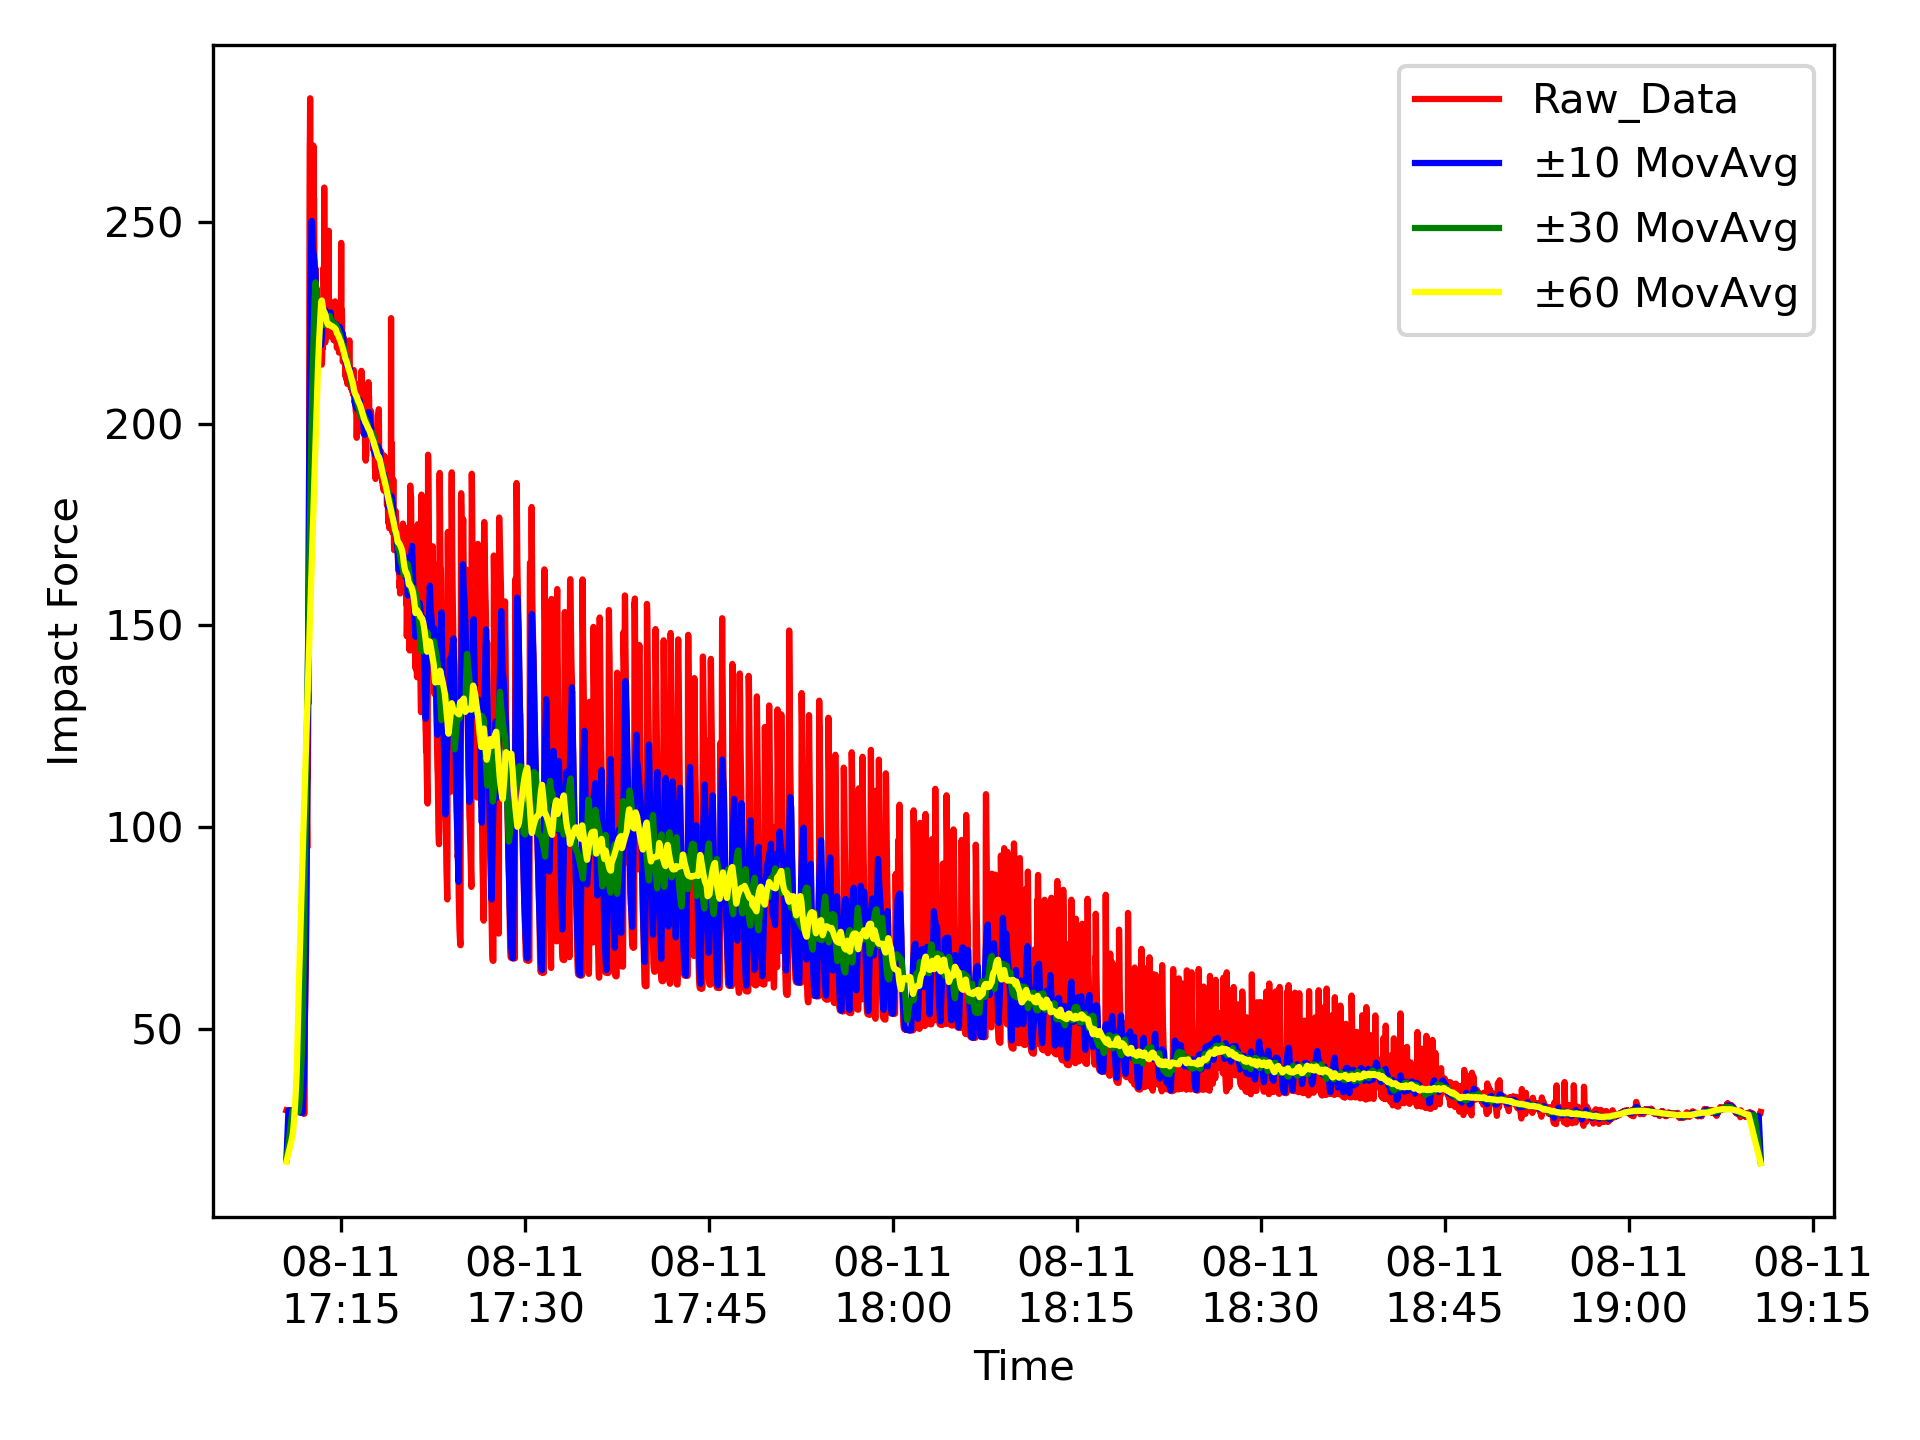 Raw_Data
±10 MovAvg
±30 MovAvg
±60 MovAvg
Impact Force
250
200
150
100
50
08-11 17:15
08-11 17:30
08-11 17:45
08-11 18:00
08-11 18:15
08-11 18:30
08-11 18:45
08-11 19:00
08-11 19:15
Time